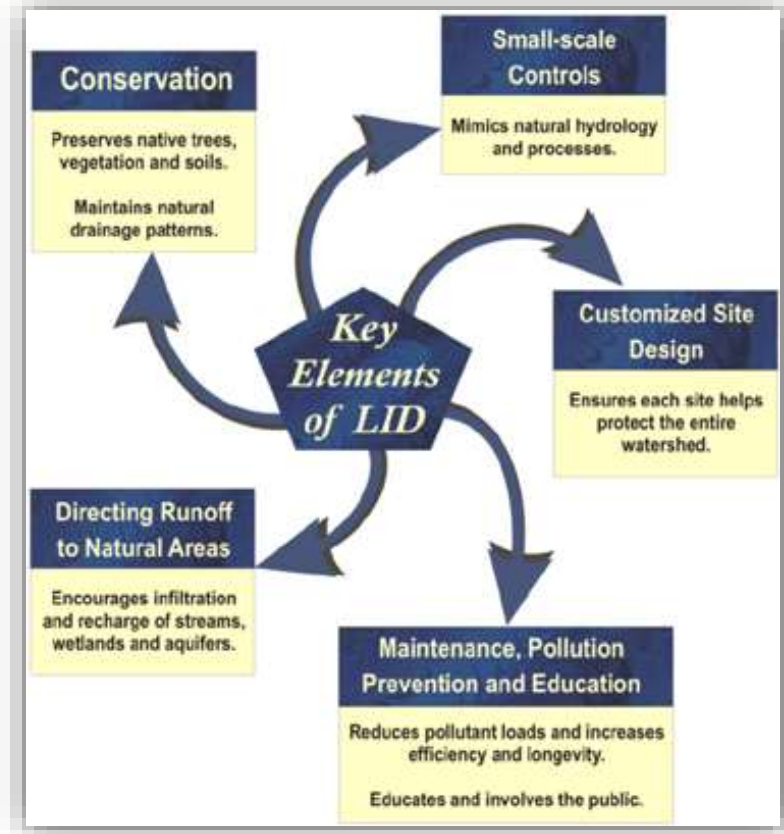 Conservation
Preserves native trees,
vegetation and soils.
Maintains natural
drainage patterns.
Small-scale
Controls
Mimics natural hydrology
and processes.
Key
Elements
of LID
Customized Site
Design
Ensures each site helps
protect the entire
watershed.
Directing Runoff
to Natural Areas
Encourages infiltration
and recharge of streams,
wetlands and aquifers.
Maintenance, Pollution
Prevention and Education
Reduces pollutant loads and increases
efficiency and longevity.
Educates and involves the public.